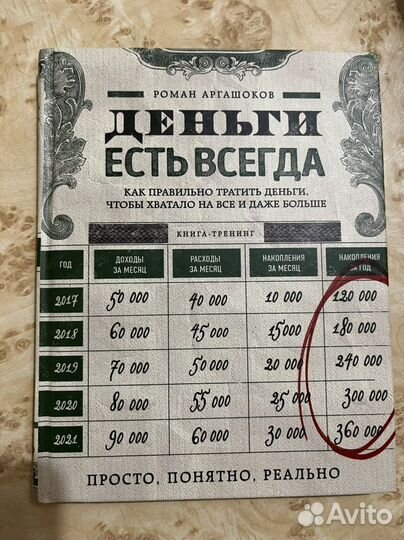 РОМАН АРГАШОКОВ
ДЕНЬГИ
ЕСТЬ ВСЕГДА
КАК ПРАВИЛЬНО ТРАТИТЬ ДЕНЬГИ,
ЧТОБЫ ХВАТАЛО НА ВСЕ И ДАЖЕ БОЛЬШЕ
КНИГА-ТРЕНИНГ
ГОД ДОХОДЫ ЗА МЕСЯЦ РАСХОДЫ ЗА МЕСЯЦ НАКОПЛЕНИЯ ЗА МЕСЯЦ НАКОПЛЕНИЯ ЗА ГОД
2017 50 000 40 000 10 000 120 000
2018 60 000 45 000 15000 180 000
2019 70 000 50 000 20 000 240 000
2020 80 000 55 000 25 000 300 000
2021 90 000 60 000 30 000 360 000
ПРОСТО, ПОНЯТНО, РЕАЛЬНО
Avito